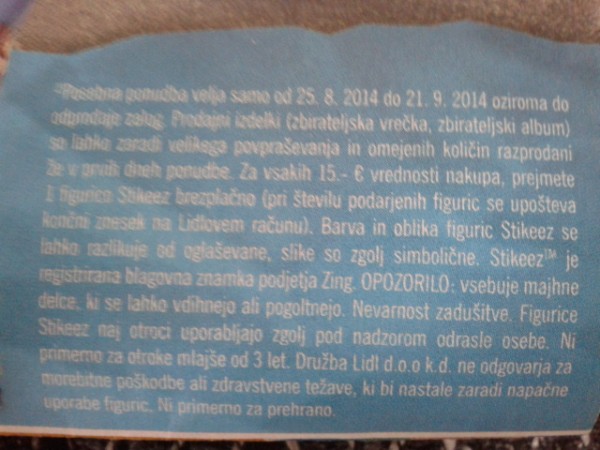 Posebna ponudba velja samo od 25. 8. 2014 do 21. 9. 2014 oziroma do
odprodaje zalog. Prodajni izdelki (zbirateljska vrečka, zbirateljski album)
so lahko zaradi velikega povpraševanja in omejenih količin razprodani
že v prvih dneh ponudbe. Za vsakih 15.- € vrednosti nakupa, prejmete
1 figurico Stikeez brezplačno (pri številu podarjenih figuric se upošteva
končni znesek na Lidlovem računu). Barva in oblika figuric Stikeez se
lahko razlikuje od oglaševane, slike so zgolj simbolične. Stikeez™ je
registrirana blagovna znamka podjetja Zing. OPOZORILO: vsebuje majhne
delce, ki se lahko vdihnejo ali pogoltnejo. Nevarnost zadušitve. Figurice
Stikeez naj otroci uporabljajo zgolj pod nadzorom odrasle osebe. Ni
primerno za otroke mlajše od 3 let. Družba Lidl d.o.o k.d. ne odgovarja za
morebitne poškodbe ali zdravstvene težave, ki bi nastale zaradi napačne
uporabe figuric. Ni primerno za prehrano.